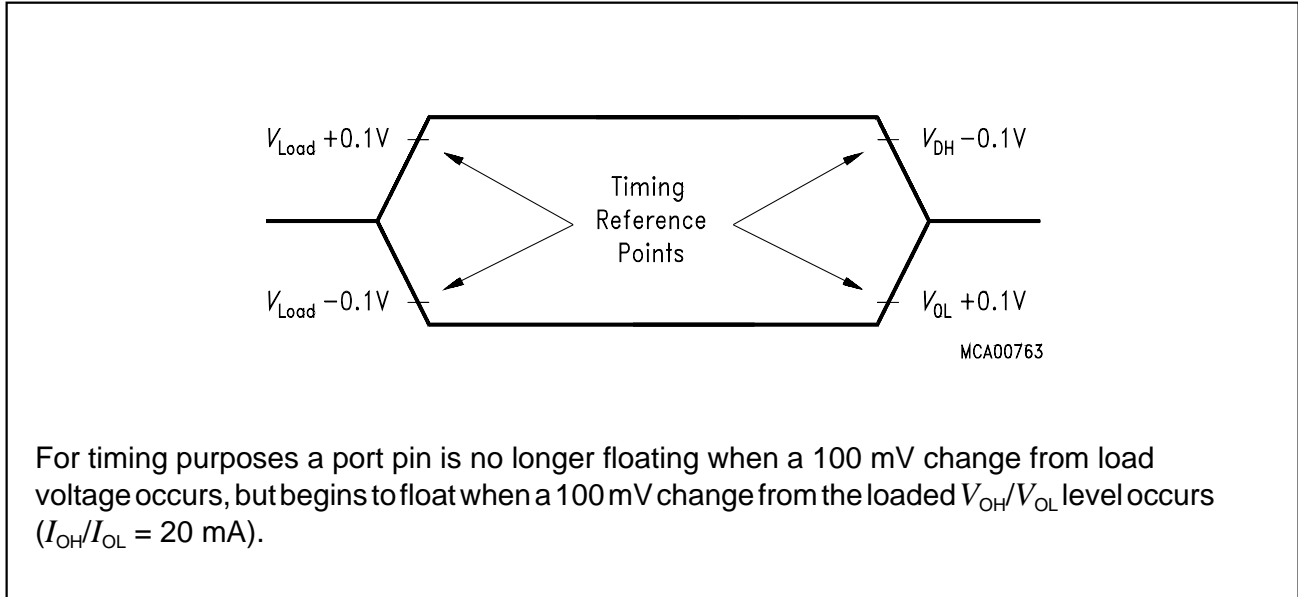 V_Load +0.1V
V_DH −0.1V
Timing
Reference
Points
V_Load −0.1V
V_OL +0.1V
MCA00763
For timing purposes a port pin is no longer floating when a 100 mV change from load
voltage occurs, but begins to float when a 100 mV change from the loaded V_OH/V_OL level occurs
(I_OH/I_OL = 20 mA).